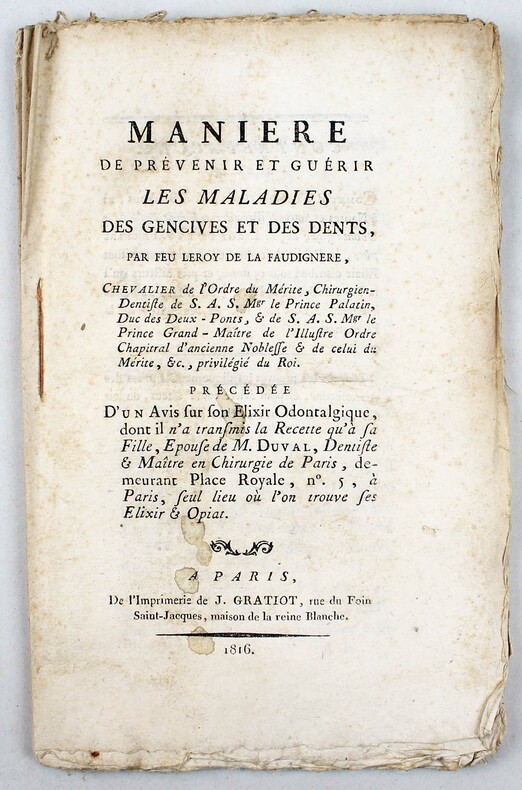 MANIERE
DE PRÉVENIR ET GUÉRIR
LES MALADIES
DES GENCIVES ET DES DENTS,
PAR FEU LEROY DE LA FAUDIGNERE,
CHEVALIER de l'Ordre du Mérite, Chirurgien-
Dentiſte de S. A. S. Mgr le Prince Palatin,
Duc des Deux-Ponts, & de S. A. S. Mgr le
Prince Grand-Maître de l'Illuſtre Ordre
Chapitral d'ancienne Nobleſſe & de celui du
Mérite, &c., privilégié du Roi.
PRÉCÉDÉE
D'UN Avis ſur ſon Elixir Odontalgique,
dont il n'a tranſmis la Recette qu'à ſa
Fille, Epouſe de M. DUVAL, Dentiſte
& Maître en Chirurgie de Paris, de-
meurant Place Royale, n°. 5, à
Paris, ſeul lieu où l'on trouve ſes
Elixir & Opiat.
A PARIS,
De l'Imprimerie de J. GRATIOT, rue du Foin
Saint-Jacques, maison de la reine Blanche.
1816.